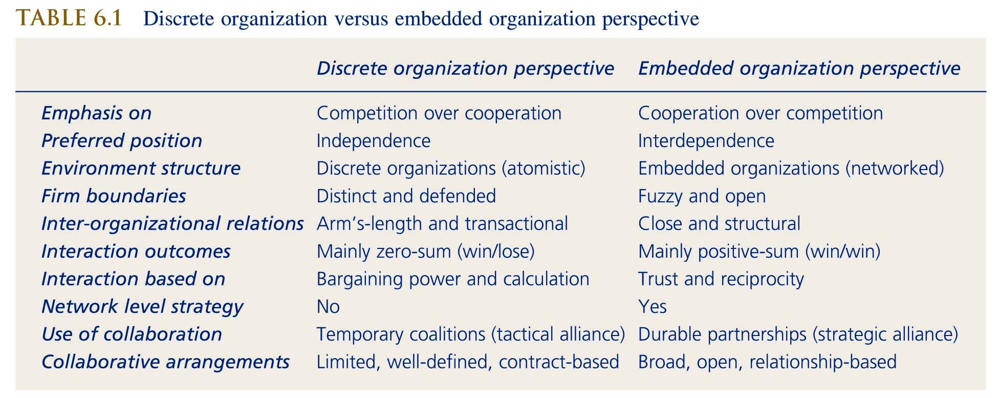 TABLE 6.1 Discrete organization versus embedded organization perspective
Discrete organization perspective Embedded organization perspective
Emphasis on Competition over cooperation Cooperation over competition
Preferred position Independence Interdependence
Environment structure Discrete organizations (atomistic) Embedded organizations (networked)
Firm boundaries Distinct and defended Fuzzy and open
Inter-organizational relations Arm’s-length and transactional Close and structural
Interaction outcomes Mainly zero-sum (win/lose) Mainly positive-sum (win/win)
Interaction based on Bargaining power and calculation Trust and reciprocity
Network level strategy No Yes
Use of collaboration Temporary coalitions (tactical alliance) Durable partnerships (strategic alliance)
Collaborative arrangements Limited, well-defined, contract-based Broad, open, relationship-based